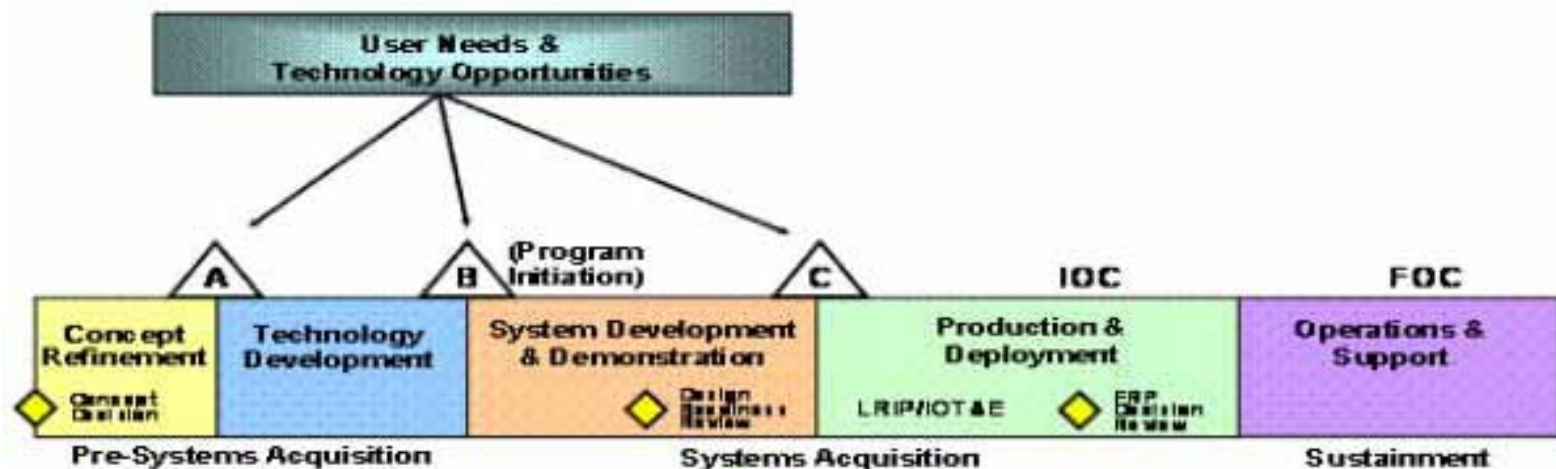 User Needs &
Technology Opportunities
A
B
(Program
Initiation)
C
IOC
FOC
Concept
Refinement
Technology
Development
System Development
& Demonstration
Production &
Deployment
Operations &
Support
Concept
Decision
Design
Readiness
Review
LRIP/IOT&E
FRP
Decision
Review
Pre-Systems Acquisition
Systems Acquisition
Sustainment